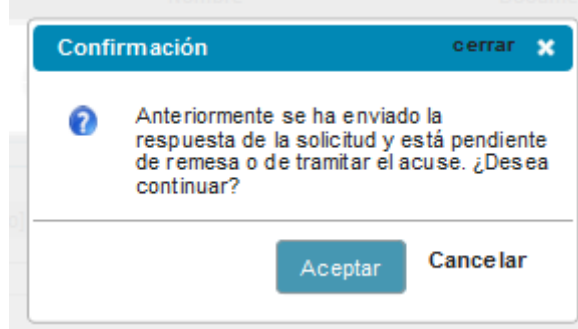 Confirmación cerrar
Anteriormente se ha enviado la
respuesta de la solicitud y está pendiente
de remesa o de tramitar el acuse. ¿Desea
continuar?
Aceptar Cancelar